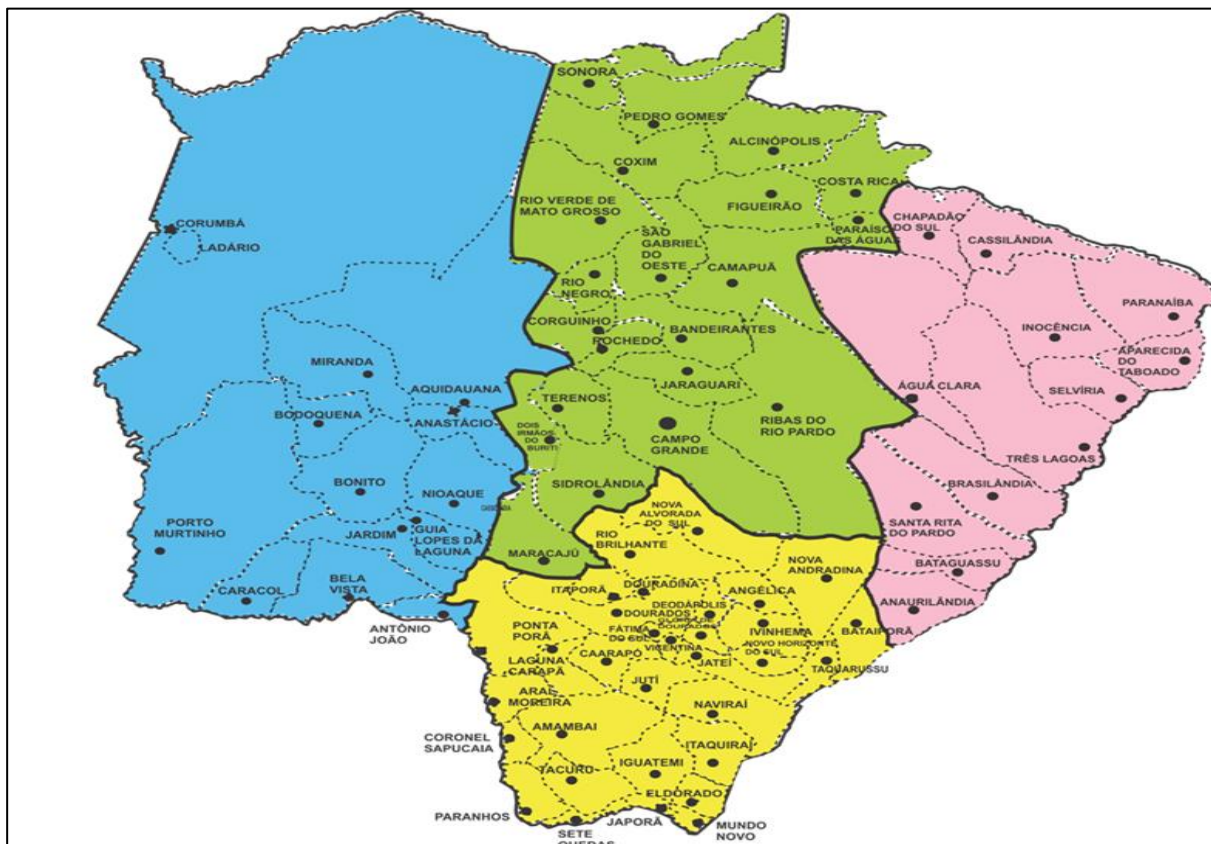 SONORA
PEDRO GOMES
ALCINÓPOLIS
COXIM
COSTA RICA
RIO VERDE DE
MATO GROSSO
FIGUEIRÃO
PARAÍSO
DAS ÁGUAS
CHAPADÃO
DO SUL
CASSILÂNDIA
CORUMBÁ
LADÁRIO
SÃO
GABRIEL
DO
OESTE
CAMAPUÃ
RIO
NEGRO
PARANAÍBA
CORGUINHO
BANDEIRANTES
INOCÊNCIA
ROCHEDO
MIRANDA
JARAGUARI
APARECIDA
DO
TABOADO
AQUIDAUANA
TERENOS
ÁGUA CLARA
SELVÍRIA
BODOQUENA
ANASTÁCIO
DOIS
IRMÃOS
DO
BURITI
CAMPO
GRANDE
RIBAS DO
RIO PARDO
TRÊS LAGOAS
BONITO
NIOAQUE
SIDROLÂNDIA
BRASILÂNDIA
NOVA
ALVORADA
DO SUL
SANTA RITA
DO PARDO
PORTO
MURTINHO
JARDIM
GUIA
LOPES DA
LAGUNA
RIO
BRILHANTE
MARACAJÚ
NOVA
ANDRADINA
BATAGUASSU
CARACOL
BELA
VISTA
ITAPORÃ
DOURADINA
ANGÉLICA
ANAURILÂNDIA
DEODÁPOLIS
DOURADOS
GLÓRIA DE
DOURADOS
ANTÔNIO
JOÃO
PONTA
PORÃ
FÁTIMA
DO SUL
VICENTINA
IVINHEMA
BATAIPORÃ
NOVO HORIZONTE
DO SUL
LAGUNA
CARAPÃ
CAARAPÓ
JATEÍ
TAQUARUSSU
JUTÍ
ARAL
MOREIRA
NAVIRAÍ
CORONEL
SAPUCAIA
AMAMBAI
ITAQUIRAÍ
TACURU
IGUATEMI
ELDORADO
PARANHOS
SETE
JAPORÃ
MUNDO
NOVO